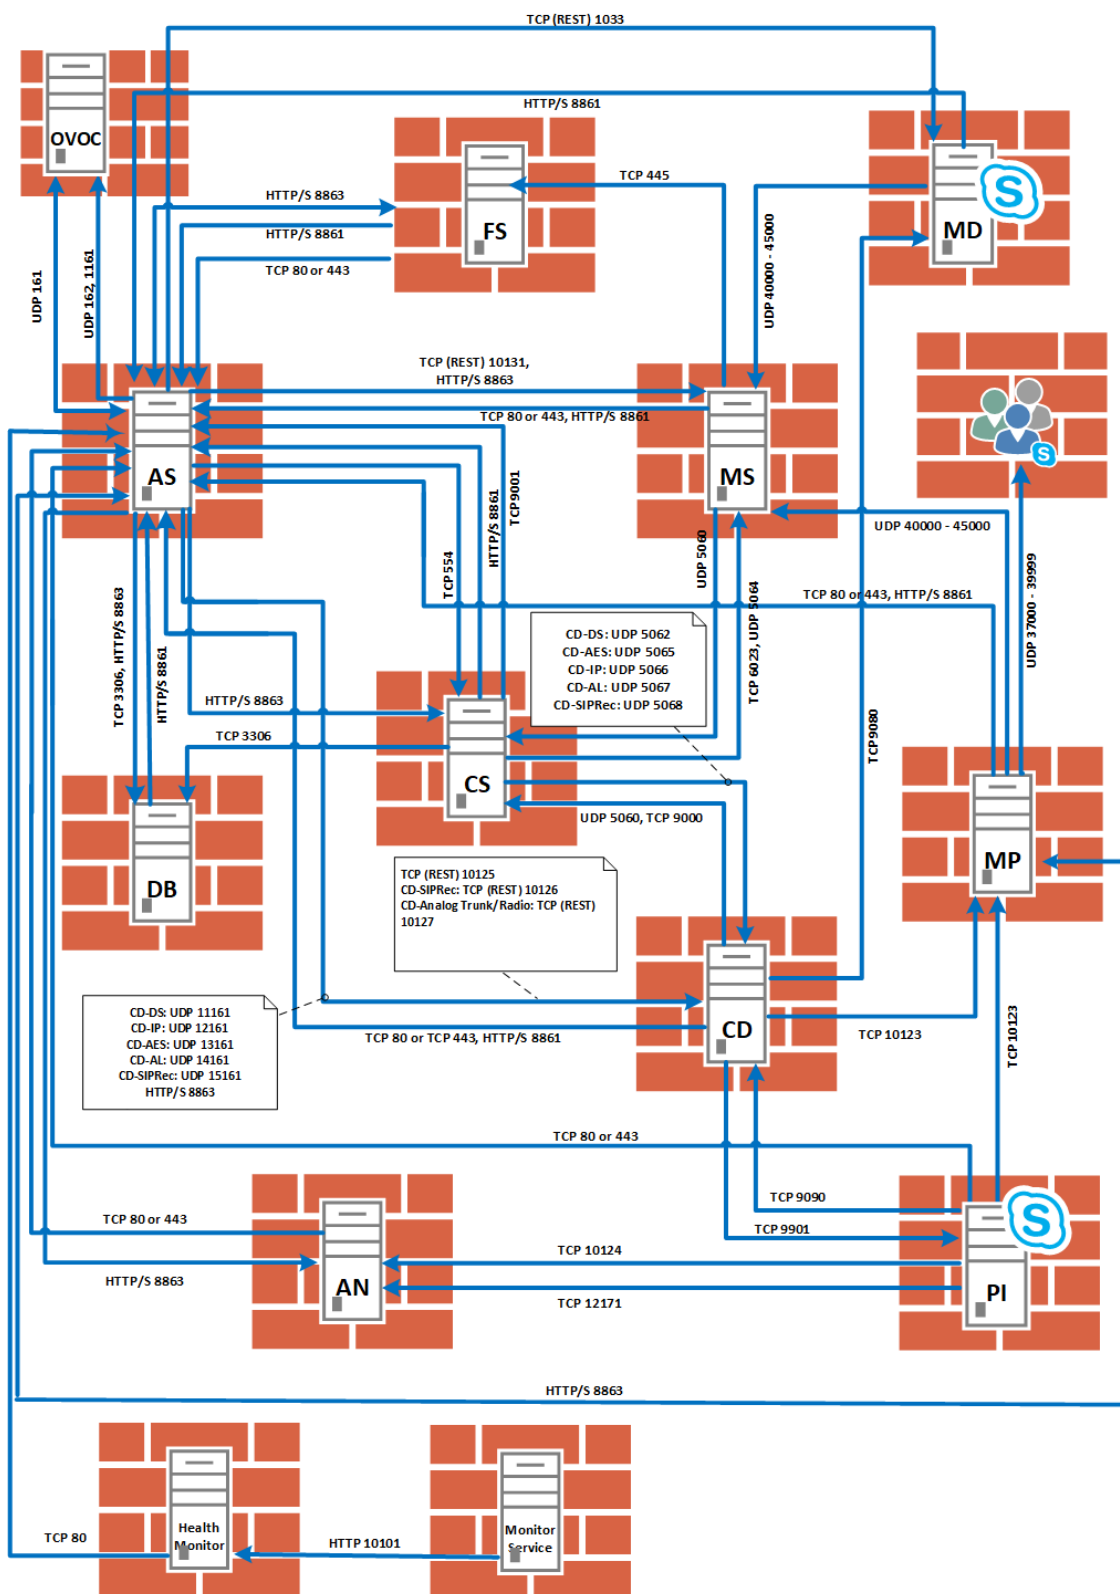 TCP (REST) 1033
OVOC
HTTP/S 8861
MD
S
TCP 445
HTTP/S 8863
HTTP/S 8861
TCP 80 or 443
FS
UDP 161
UDP 162, 1161
UDP 40000 - 45000
TCP (REST) 10131,
HTTP/S 8863
TCP 80 or 443, HTTP/S 8861
AS
MS
S
HTTP/S 8861
TCP9001
TCP 554
UDP 5060
UDP 40000 - 45000
UDP 37000 - 39999
TCP 80 or 443, HTTP/S 8861
TCP 3306, HTTP/S 8863
HTTP/S 8861
TCP 6023, UDP 5064
CD-DS: UDP 5062
CD-AES: UDP 5065
CD-IP: UDP 5066
CD-AL: UDP 5067
CD-SIPRec: UDP 5068
HTTP/S 8863
TCP 3306
TCP9080
CS
UDP 5060, TCP 9000
DB
MP
TCP (REST) 10125
CD-SIPRec: TCP (REST) 10126
CD-Analog Trunk/Radio: TCP (REST)
10127
CD-DS: UDP 11161
CD-IP: UDP 12161
CD-AES: UDP 13161
CD-AL: UDP 14161
CD-SIPRec: UDP 15161
HTTP/S 8863
TCP 80 or TCP 443, HTTP/S 8861
CD
TCP 10123
TCP 10123
TCP 80 or 443
TCP 9090
TCP 9901
S
TCP 80 or 443
HTTP/S 8863
AN
TCP 10124
TCP 12171
PI
HTTP/S 8863
Health
Monitor
Monitor
Service
TCP 80
HTTP 10101